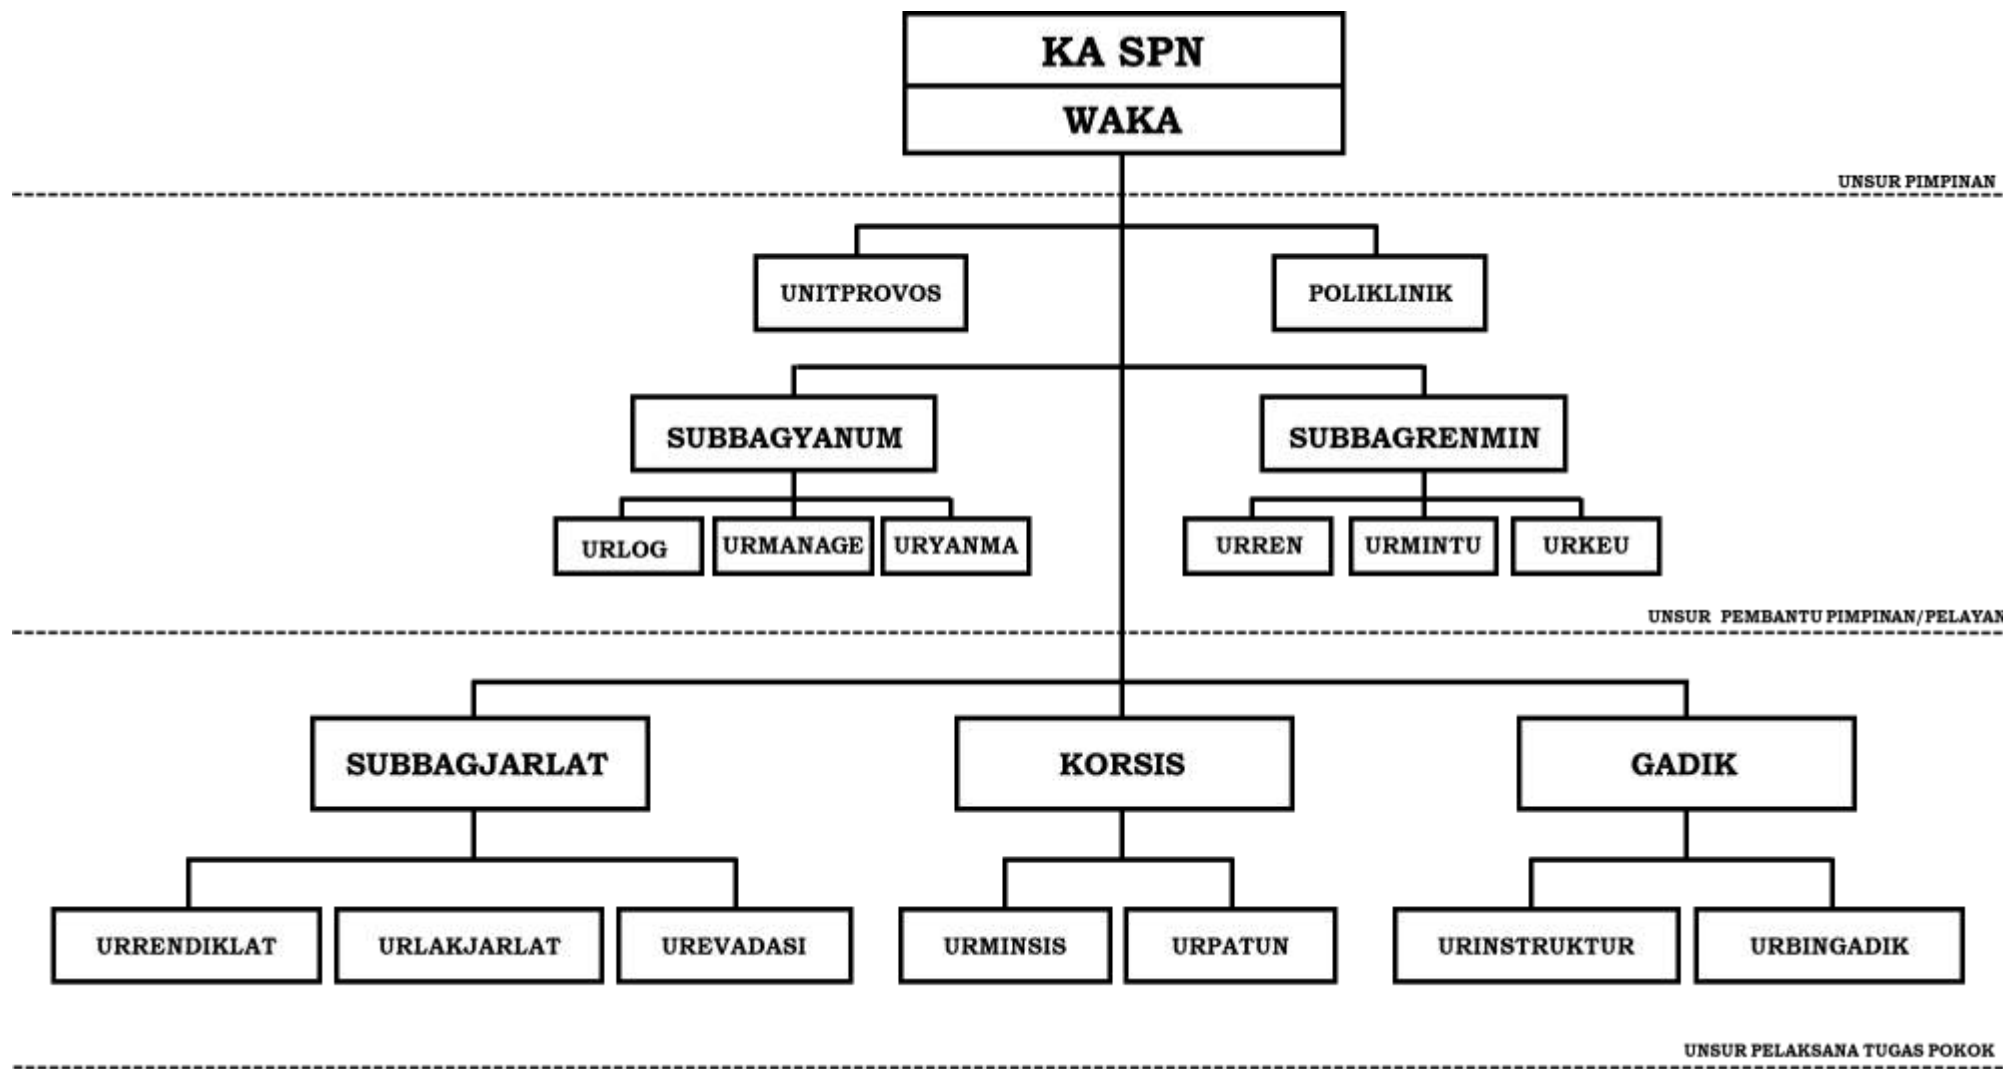 KA SPN
WAKA
UNSUR PIMPINAN
UNITPROVOS
POLIKLINIK
SUBBAGYANUM
SUBBAGRENMIN
URLOG
URMANAGE
URYANMA
URREN
URMINTU
URKEU
UNSUR PEMBANTU PIMPINAN/PELAYAN
SUBBAGJARLAT
KORSIS
GADIK
URRENDIKLAT
URLAKJARLAT
UREVADASI
URMINSIS
URPATUN
URINSTRUKTUR
URBINGADIK
UNSUR PELAKSANA TUGAS POKOK